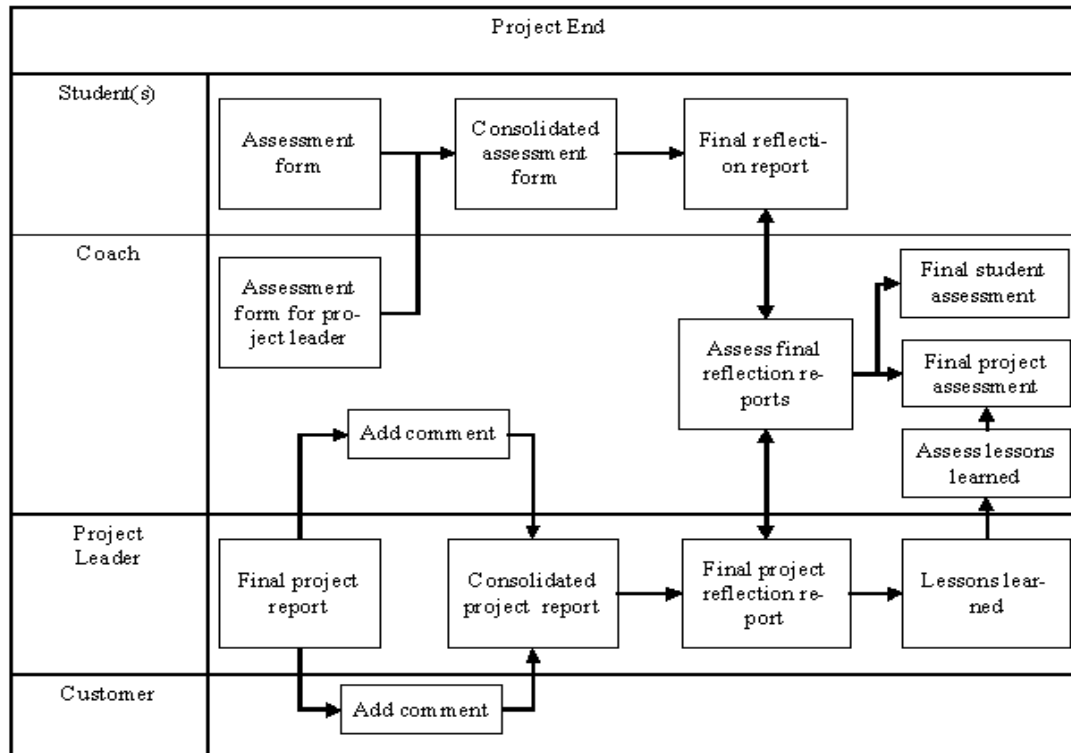 Project End
Student(s)
Assessment
form
Consolidated
assessment
form
Final reflecti-
on report
Coach
Assessment
form for pro-
ject leader
Final student
assessment
Assess final
reflection re-
ports
Final project
assessment
Add comment
Assess lessons
learned
Project
Leader
Final project
report
Consolidated
project report
Final project
reflection re-
port
Lessons lear-
ned
Customer
Add comment